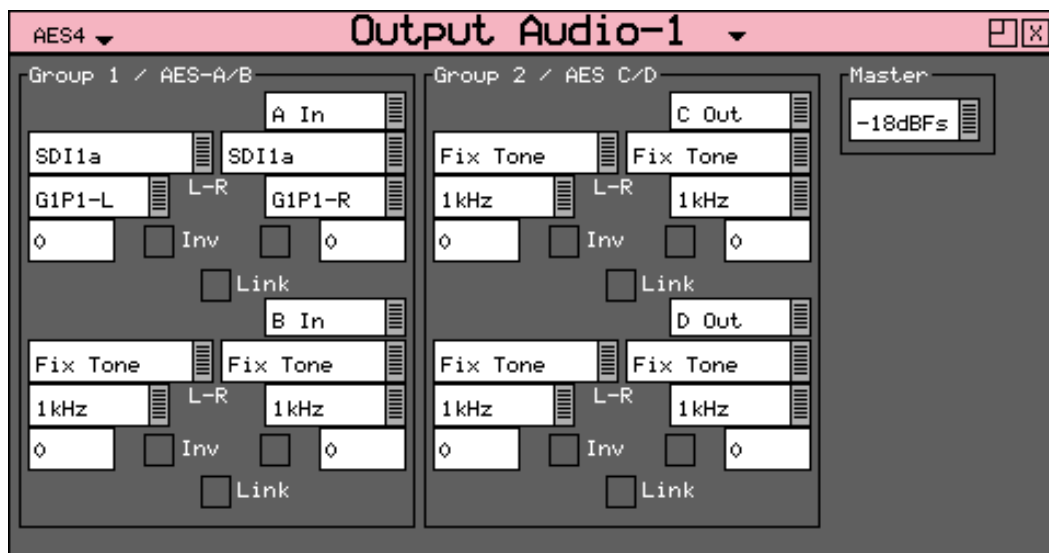 AES4 Output Audio-1 X
Group 1 / AES-A/B Group 2 / AES C/D Master
A In C Out -18dBFs
SDI1a SDI1a Fix Tone Fix Tone
G1P1-L L-R G1P1-R 1kHz L-R 1kHz
0 Inv 0 0 Inv 0
Link Link
B In D Out
Fix Tone Fix Tone Fix Tone Fix Tone
1kHz L-R 1kHz 1kHz L-R 1kHz
0 Inv 0 0 Inv 0
Link Link